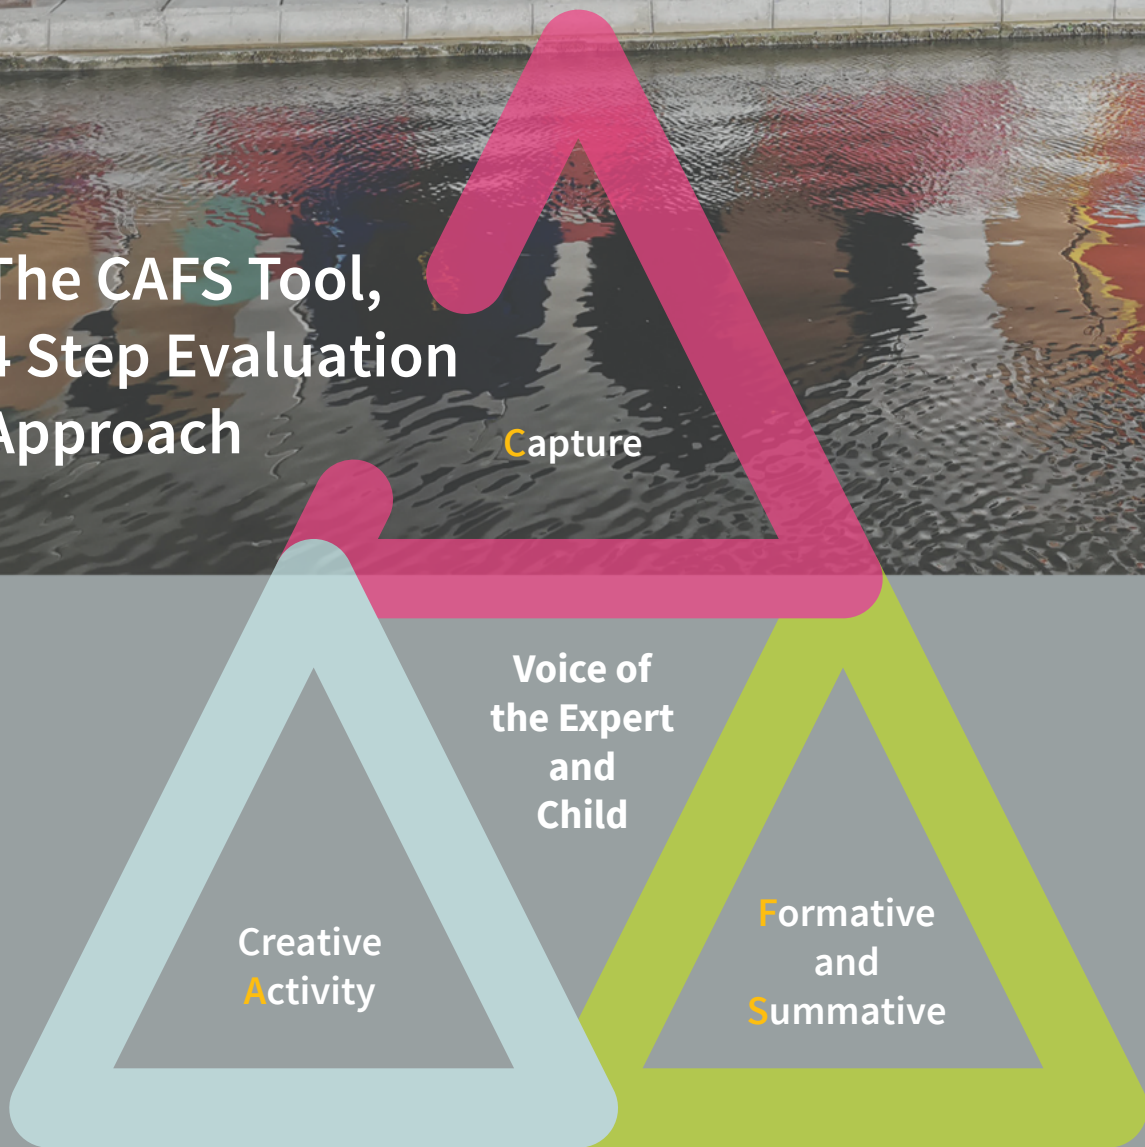 The CAFS Tool,
4 Step Evaluation
Approach
Capture
Voice of
the Expert
and
Child
Creative
Activity
Formative
and
Summative